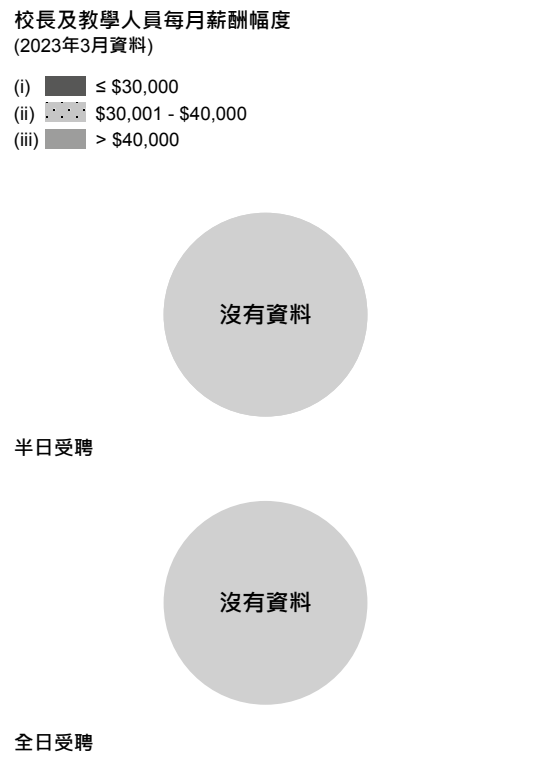 校長及教學人員每月薪酬幅度
(2023年3月資料)
(i) ≤ $30,000
(ii) $30,001 - $40,000
(iii) > $40,000
沒有資料
半日受聘
沒有資料
全日受聘